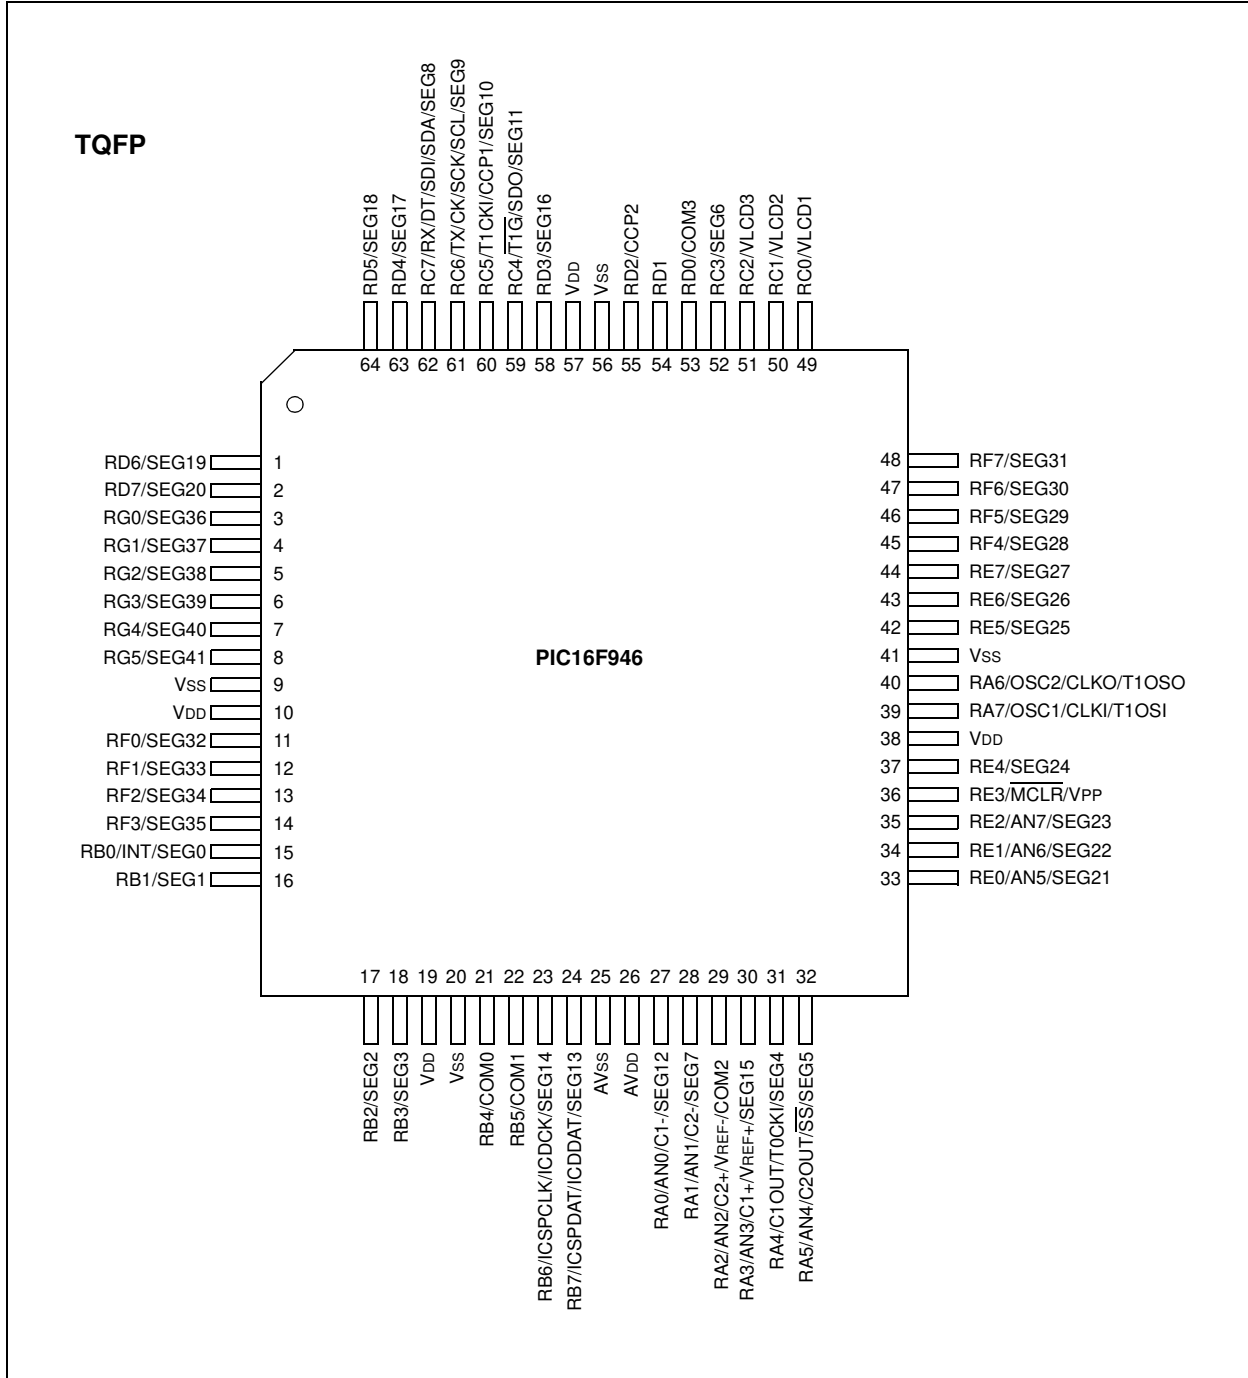 TQFP
RD5/SEG18
RD4/SEG17
RC7/RX/DT/SDI/SDA/SEG8
RC6/TX/CK/SCK/SCL/SEG9
RC5/T1CKI/CCP1/SEG10
RC4/T1G/SDO/SEG11
RD3/SEG16
VDD
VSS
RD2/CCP2
RD1
RD0/COM3
RC3/SEG6
RC2/VLCD3
RC1/VLCD2
RC0/VLCD1
64 63 62 61 60 59 58 57 56 55 54 53 52 51 50 49
RD6/SEG19 1
RD7/SEG20 2
RG0/SEG36 3
RG1/SEG37 4
RG2/SEG38 5
RG3/SEG39 6
RG4/SEG40 7
RG5/SEG41 8
VSS 9
VDD 10
RF0/SEG32 11
RF1/SEG33 12
RF2/SEG34 13
RF3/SEG35 14
RB0/INT/SEG0 15
RB1/SEG1 16
PIC16F946
48 RF7/SEG31
47 RF6/SEG30
46 RF5/SEG29
45 RF4/SEG28
44 RE7/SEG27
43 RE6/SEG26
42 RE5/SEG25
41 VSS
40 RA6/OSC2/CLKO/T1OSO
39 RA7/OSC1/CLKI/T1OSI
38 VDD
37 RE4/SEG24
36 RE3/MCLR/VPP
35 RE2/AN7/SEG23
34 RE1/AN6/SEG22
33 RE0/AN5/SEG21
17 18 19 20 21 22 23 24 25 26 27 28 29 30 31 32
RB2/SEG2
RB3/SEG3
VDD
VSS
RB4/COM0
RB5/COM1
RB6/ICSPCLK/ICDCK/SEG14
RB7/ICSPDAT/ICDDAT/SEG13
AVSS
AVDD
RA0/AN0/C1-/SEG12
RA1/AN1/C2-/SEG7
RA2/AN2/C2+/VREF-/COM2
RA3/AN3/C1+/VREF+/SEG15
RA4/C1OUT/T0CKI/SEG4
RA5/AN4/C2OUT/SS/SEG5